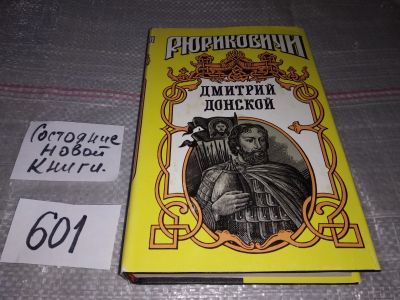 РЮРИКОВИЧИ
ДМИТРИЙ
ДОНСКОЙ
Состояние
новой
книги.
601